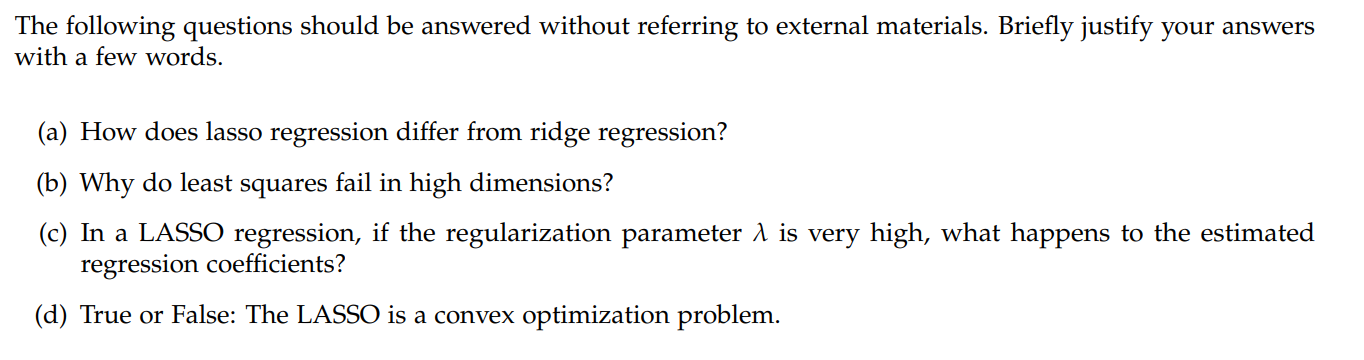 The following questions should be answered without referring to external materials. Briefly justify your answers
with a few words.
(a) How does lasso regression differ from ridge regression?
(b) Why do least squares fail in high dimensions?
(c) In a LASSO regression, if the regularization parameter λ is very high, what happens to the estimated
regression coefficients?
(d) True or False: The LASSO is a convex optimization problem.